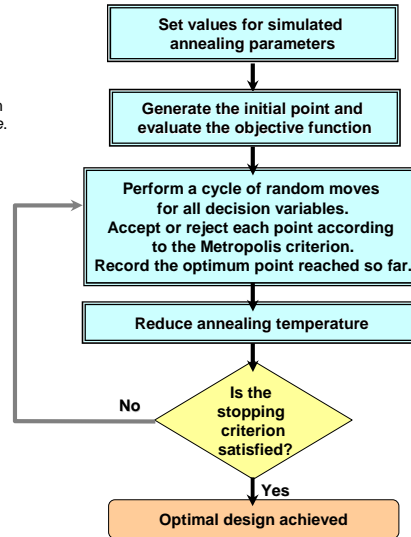 Set values for simulated
annealing parameters
Generate the initial point and
evaluate the objective function
Perform a cycle of random moves
for all decision variables.
Accept or reject each point according
to the Metropolis criterion.
Record the optimum point reached so far.
Reduce annealing temperature
Is the
stopping
criterion
satisfied?
No
Yes
Optimal design achieved